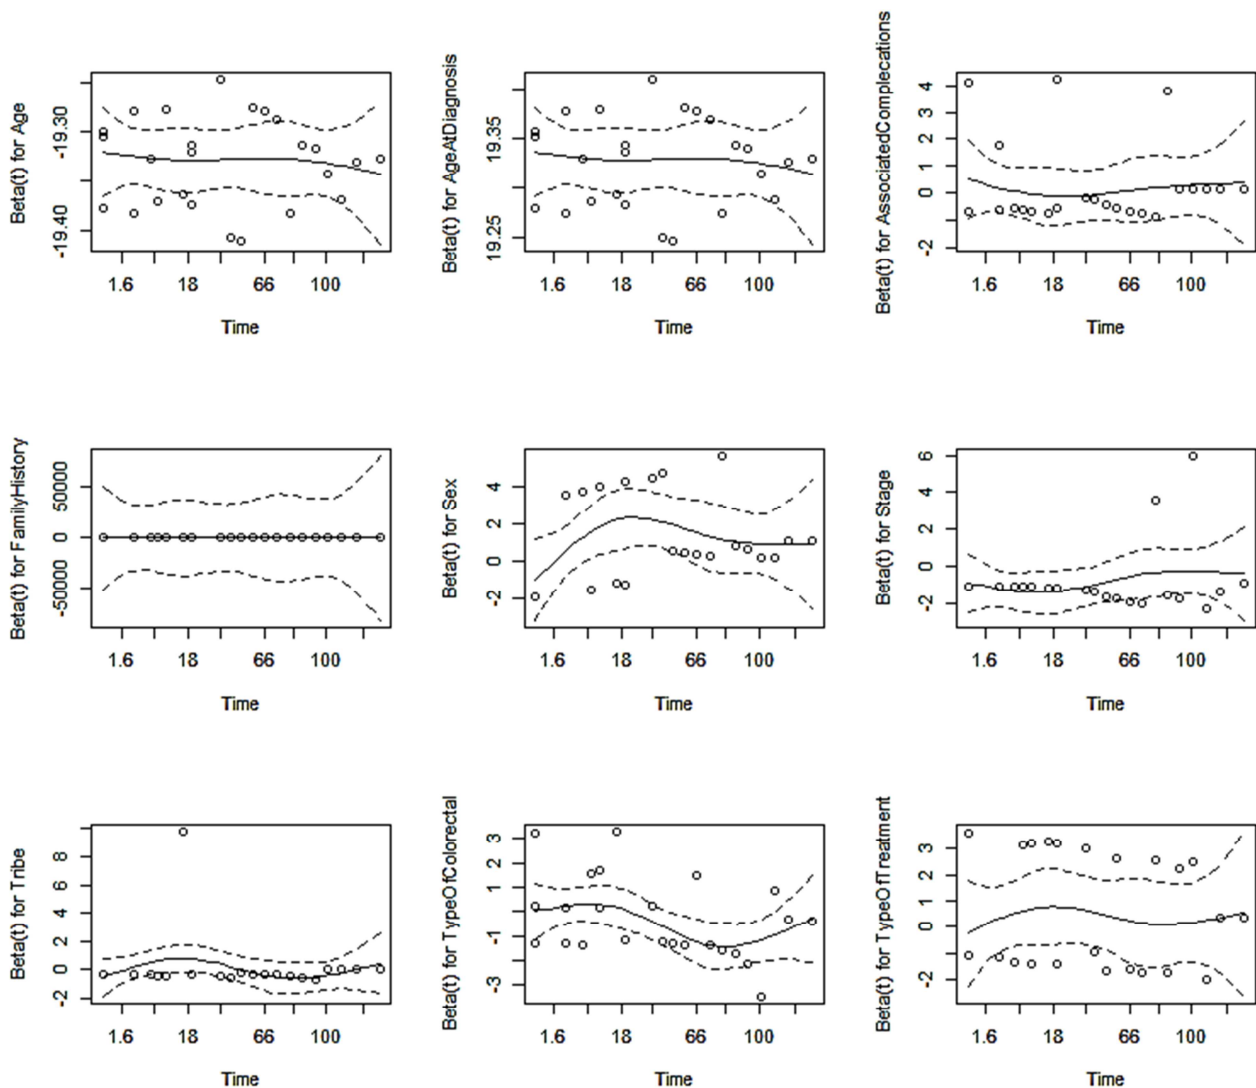 Beta(t) for Age
-19.30
-19.40
1.6 18 66 100
Time
Beta(t) for AgeAtDiagnosis
19.35
19.25
1.6 18 66 100
Time
Beta(t) for AssociatedComplecations
4
3
2
1
0
-2
1.6 18 66 100
Time
Beta(t) for FamilyHistory
50000
0
-50000
1.6 18 66 100
Time
Beta(t) for Sex
4
2
0
-2
1.6 18 66 100
Time
Beta(t) for Stage
6
4
2
0
-2
1.6 18 66 100
Time
Beta(t) for Tribe
8
6
4
2
0
-2
1.6 18 66 100
Time
Beta(t) for TypeOfColorectal
3
2
1
-1
-3
1.6 18 66 100
Time
Beta(t) for TypeOfTreatment
3
2
1
0
-2
1.6 18 66 100
Time